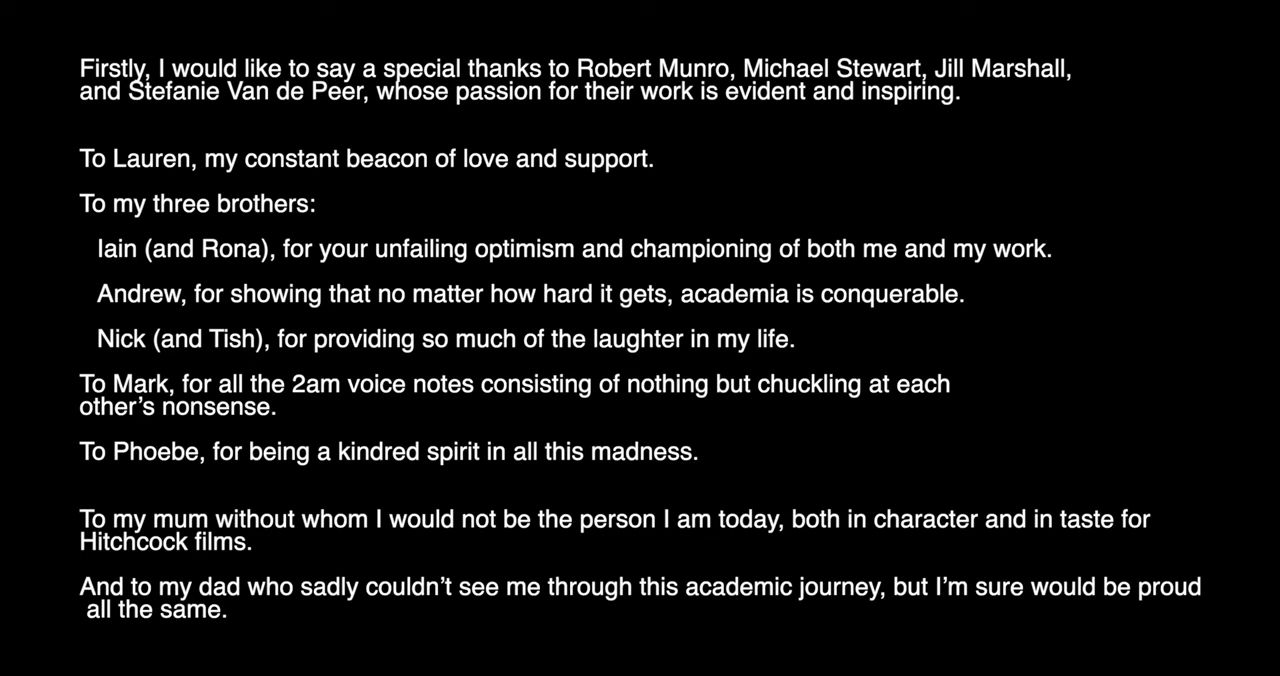 Firstly, I would like to say a special thanks to Robert Munro, Michael Stewart, Jill Marshall,
and Stefanie Van de Peer, whose passion for their work is evident and inspiring.
To Lauren, my constant beacon of love and support.
To my three brothers:
Iain (and Rona), for your unfailing optimism and championing of both me and my work.
Andrew, for showing that no matter how hard it gets, academia is conquerable.
Nick (and Tish), for providing so much of the laughter in my life.
To Mark, for all the 2am voice notes consisting of nothing but chuckling at each
other’s nonsense.
To Phoebe, for being a kindred spirit in all this madness.
To my mum without whom I would not be the person I am today, both in character and in taste for
Hitchcock films.
And to my dad who sadly couldn’t see me through this academic journey, but I’m sure would be proud
all the same.